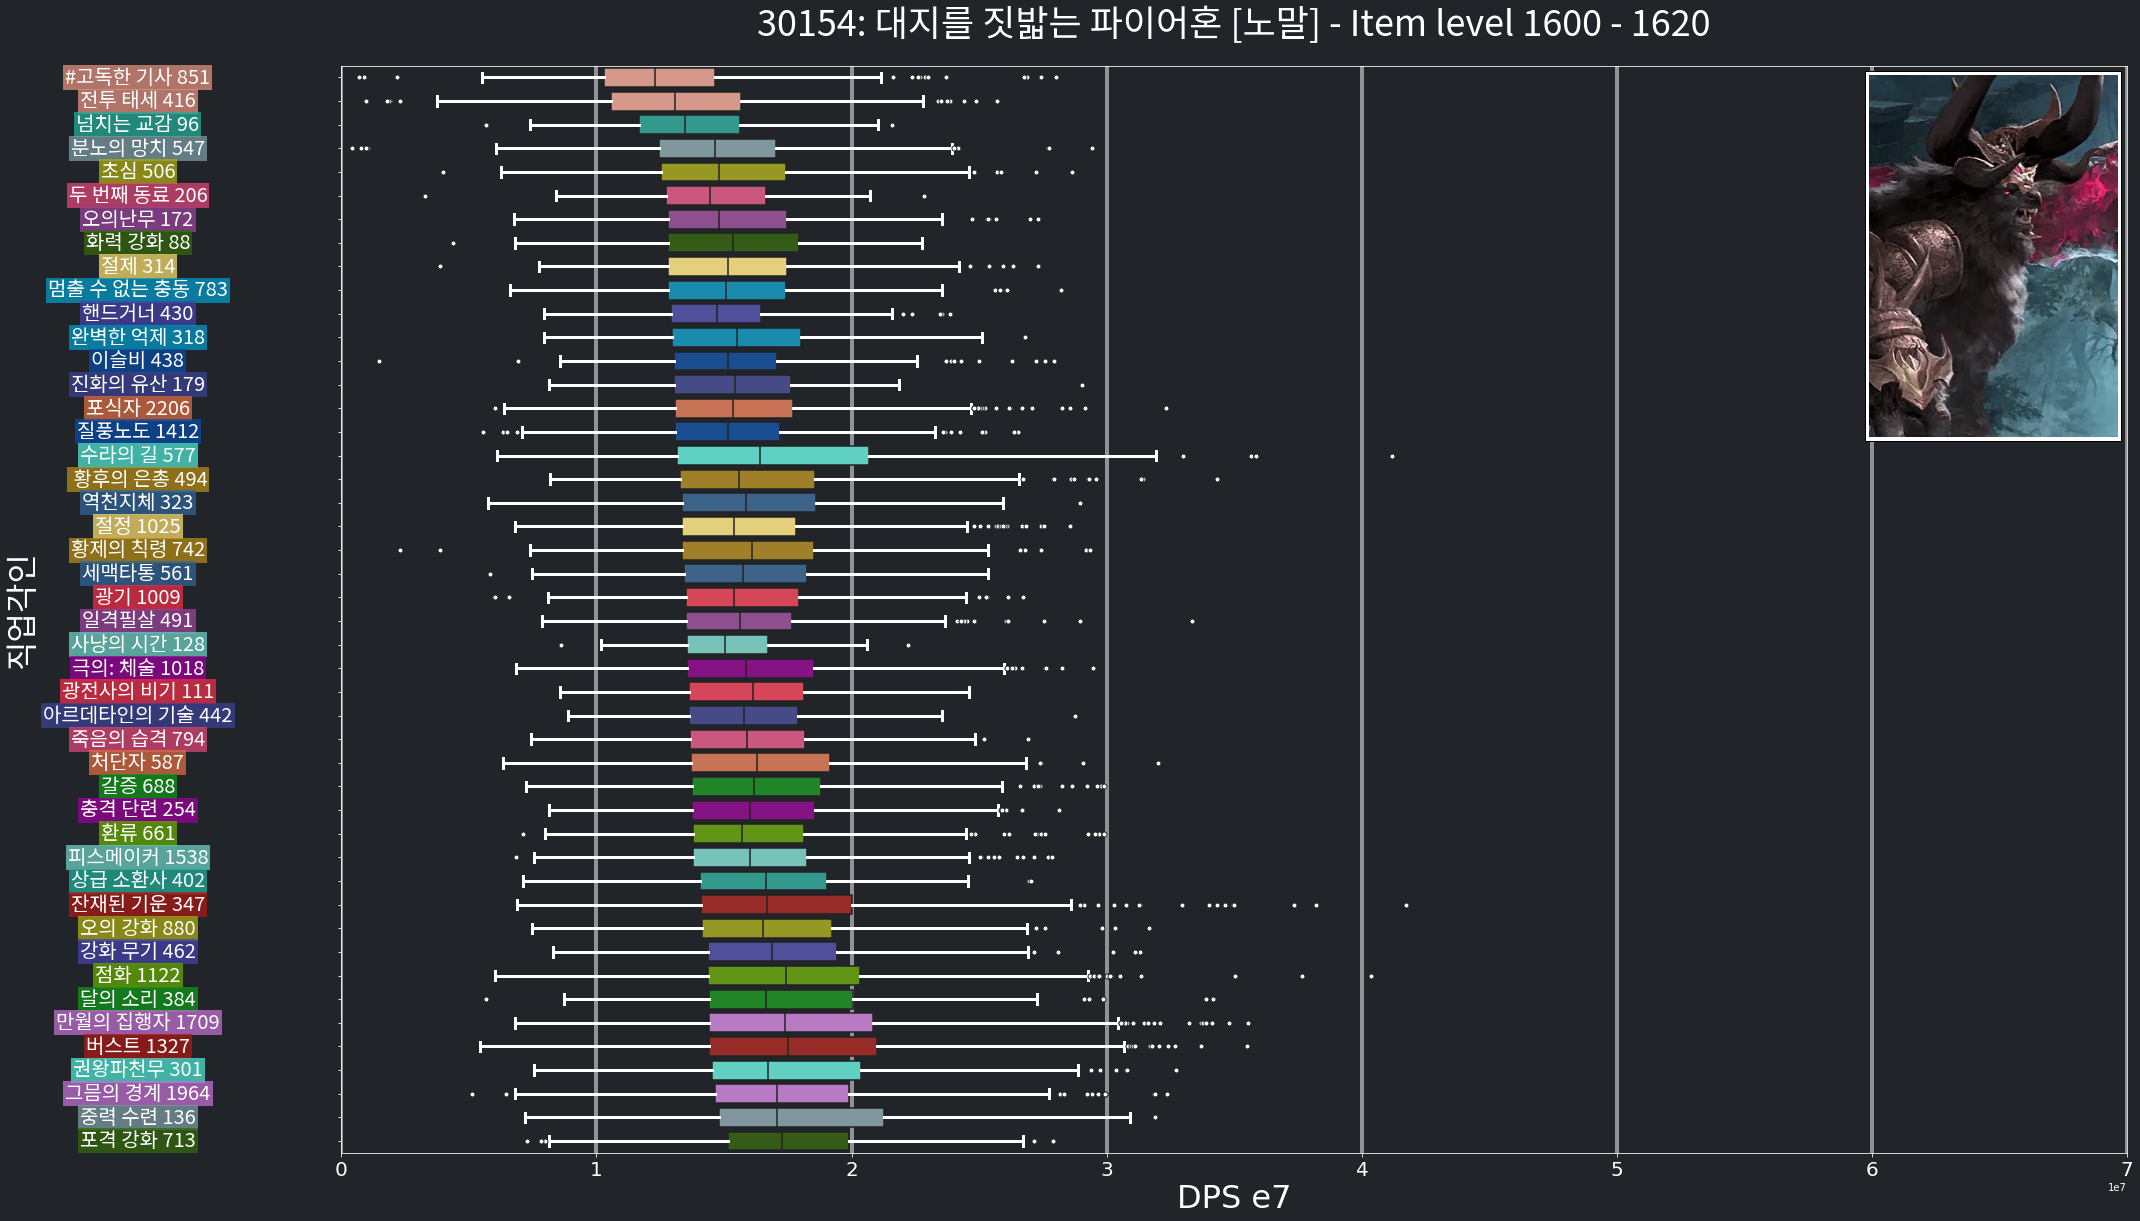 30154: 대지를 짓밟는 파이어혼 [노말] - Item level 1600 - 1620
직업각인
#고독한 기사 851
전투 태세 416
넘치는 교감 96
분노의 망치 547
초심 506
두 번째 동료 206
오의난무 172
화력 강화 88
절제 314
멈출 수 없는 충동 783
핸드거너 430
완벽한 억제 318
이슬비 438
진화의 유산 179
포식자 2206
질풍노도 1412
수라의 길 577
황후의 은총 494
역천지체 323
절정 1025
황제의 칙령 742
세맥타통 561
광기 1009
일격필살 491
사냥의 시간 128
극의: 체술 1018
광전사의 비기 111
아르데타인의 기술 442
죽음의 습격 794
처단자 587
갈증 688
충격 단련 254
환류 661
피스메이커 1538
상급 소환사 402
잔재된 기운 347
오의 강화 880
강화 무기 462
점화 1122
달의 소리 384
만월의 집행자 1709
버스트 1327
권왕파천무 301
그믐의 경계 1964
중력 수련 136
포격 강화 713
0 1 2 3 4 5 6 7
1e7
DPS e7